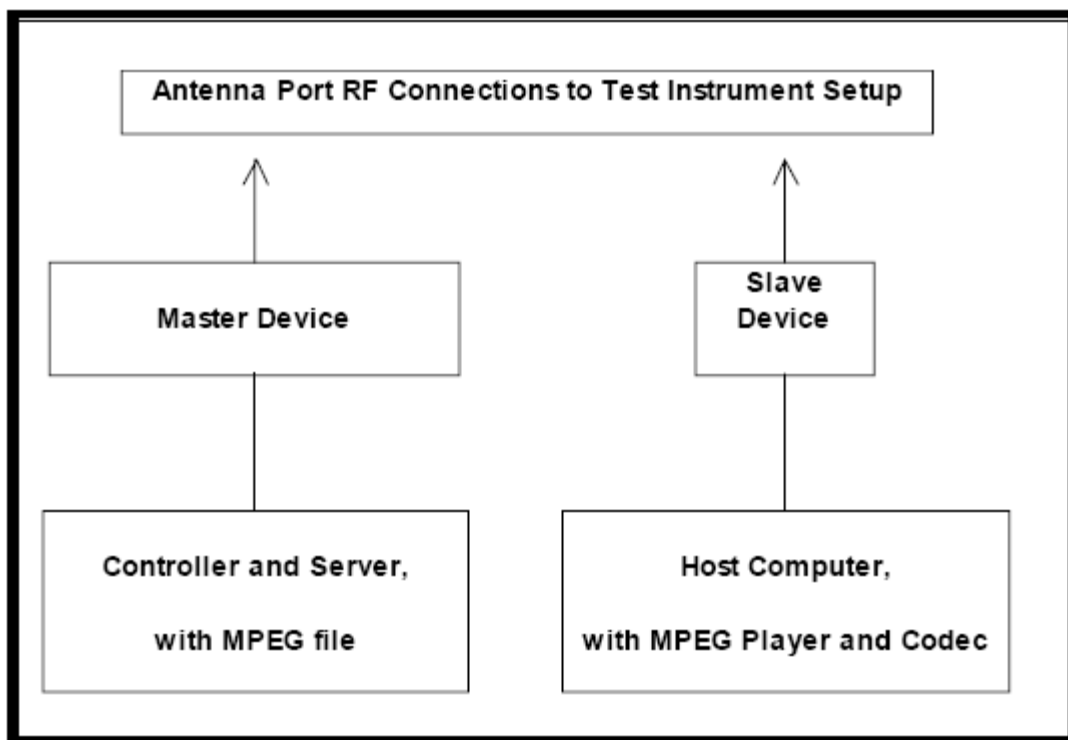 Antenna Port RF Connections to Test Instrument Setup
Master Device
Slave
Device
Controller and Server,
with MPEG file
Host Computer,
with MPEG Player and Codec